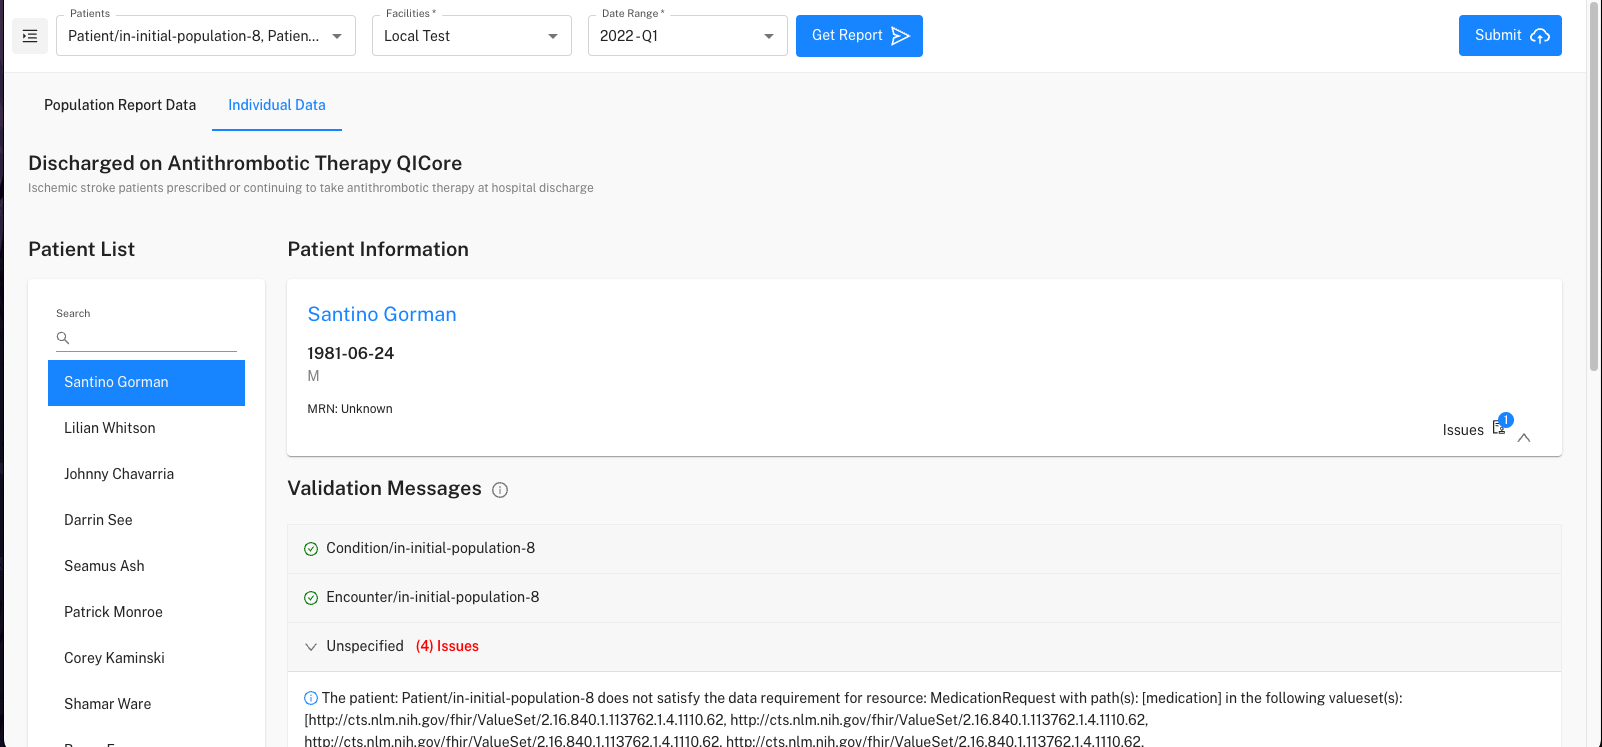 Patients
Patient/in-initial-population-8, Patien...
Facilities *
Local Test
Date Range *
2022 - Q1
Get Report
Submit
Population Report Data
Individual Data
Discharged on Antithrombotic Therapy QICore
Ischemic stroke patients prescribed or continuing to take antithrombotic therapy at hospital discharge
Patient List
Search
Santino Gorman
Lilian Whitson
Johnny Chavarria
Darrin See
Seamus Ash
Patrick Monroe
Corey Kaminski
Shamar Ware
Patient Information
Santino Gorman
1981-06-24
M
MRN: Unknown
Issues 1
Validation Messages
Condition/in-initial-population-8
Encounter/in-initial-population-8
Unspecified (4) Issues
The patient: Patient/in-initial-population-8 does not satisfy the data requirement for resource: MedicationRequest with path(s): [medication] in the following valueset(s):
[http://cts.nlm.nih.gov/fhir/ValueSet/2.16.840.1.113762.1.4.1110.62, http://cts.nlm.nih.gov/fhir/ValueSet/2.16.840.1.113762.1.4.1110.62,
http://cts.nlm.nih.gov/fhir/ValueSet/2.16.840.1.113762.1.4.1110.62, http://cts.nlm.nih.gov/fhir/ValueSet/2.16.840.1.113762.1.4.1110.62,